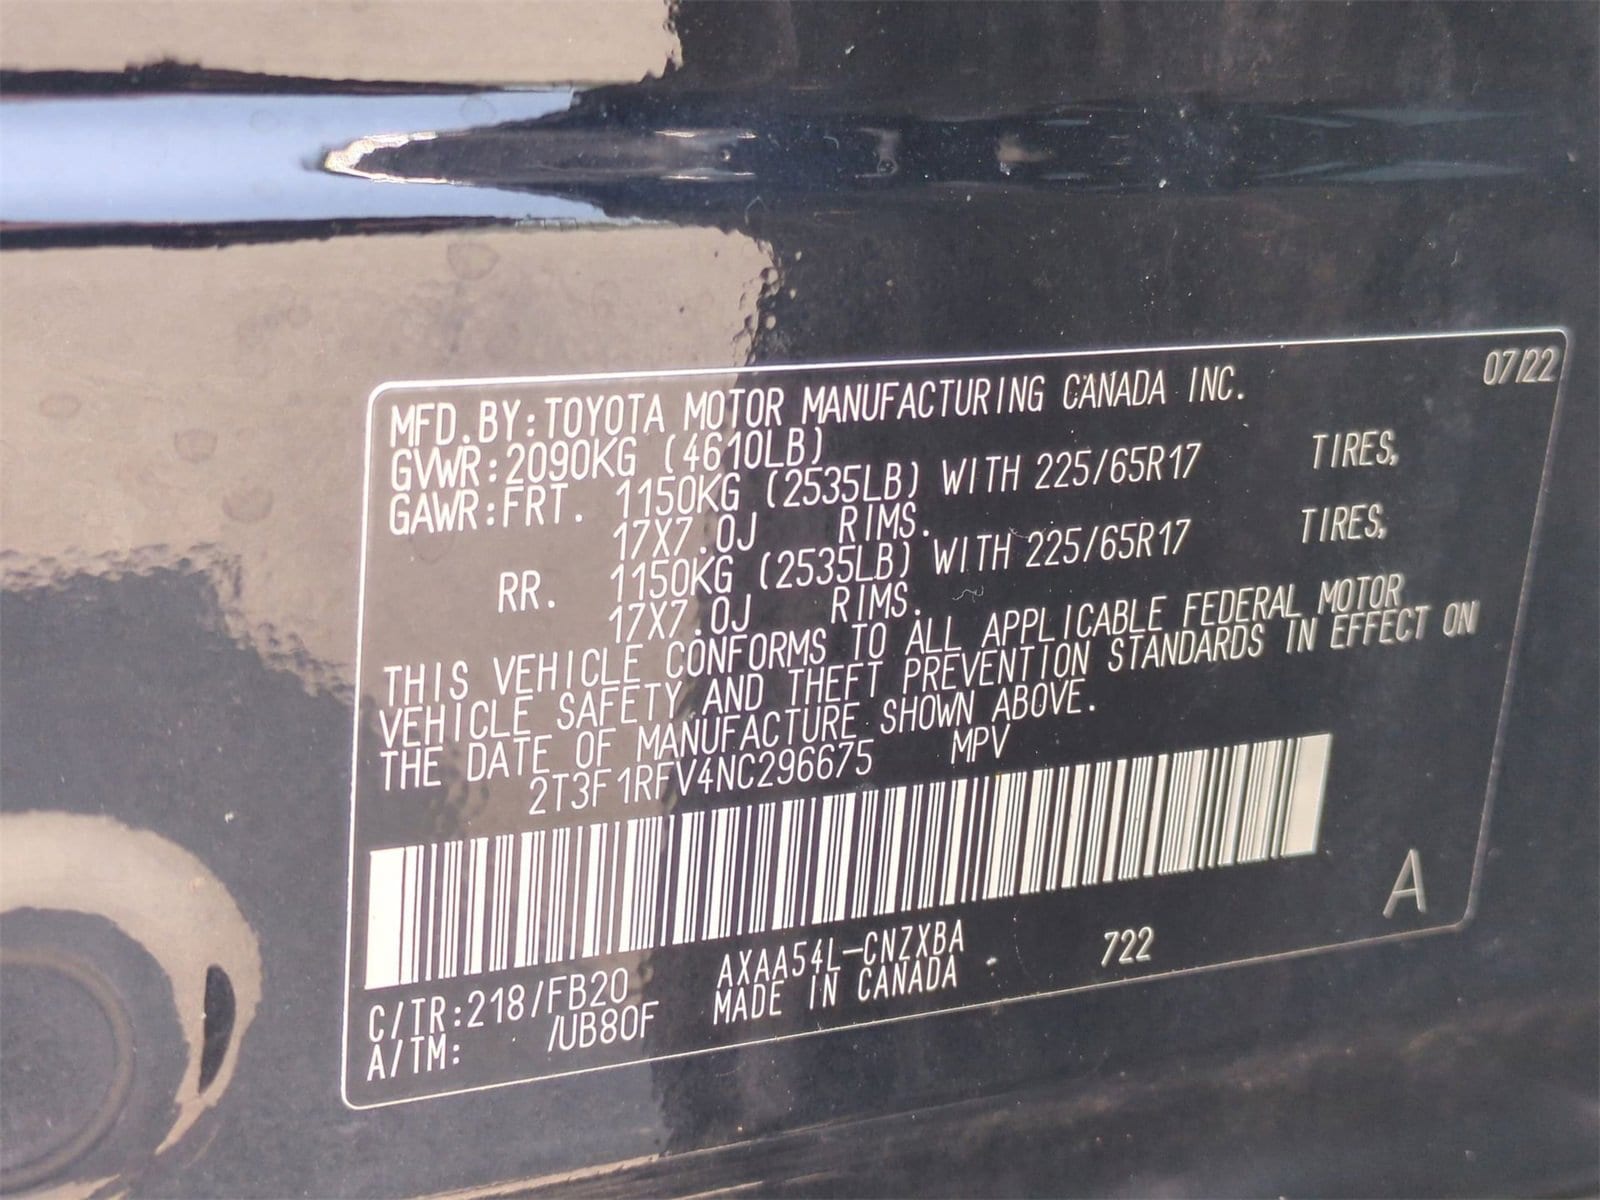 07/22
MFD.BY:TOYOTA MOTOR MANUFACTURING CANADA INC.
GVWR:2090KG (4610LB)
GAWR:FRT. 1150KG (2535LB) WITH 225/65R17 TIRES,
17X7.0J RIMS.
RR. 1150KG (2535LB) WITH 225/65R17 TIRES,
17X7.0J RIMS.
THIS VEHICLE CONFORMS TO ALL APPLICABLE FEDERAL MOTOR
VEHICLE SAFETY AND THEFT PREVENTION STANDARDS IN EFFECT ON
THE DATE OF MANUFACTURE SHOWN ABOVE.
2T3F1RFV4NC296675 MPV
A
C/TR:218/FB20 AXAA54L-CNZXBA 722
A/TM: /UB80F MADE IN CANADA